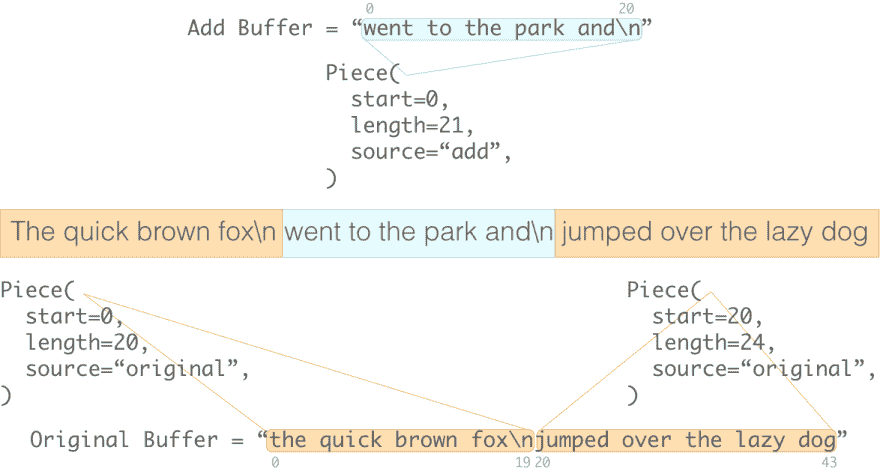 0 20
Add Buffer = “went to the park and\n”
Piece(
start=0,
length=21,
source=“add”,
)
The quick brown fox\n went to the park and\n jumped over the lazy dog
Piece(
start=0,
length=20,
source=“original”,
)
Piece(
start=20,
length=24,
source=“original”,
)
Original Buffer = “the quick brown fox\njumped over the lazy dog”
0 19 20 43